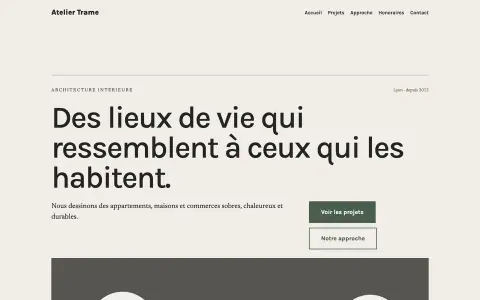 Atelier Trame
Accueil Projets Approche Honoraires Contact
ARCHITECTURE INTÉRIEURE
Lyon · depuis 2012
Des lieux de vie qui
ressemblent à ceux qui les
habitent.
Nous dessinons des appartements, maisons et commerces sobres, chaleureux et
durables.
Voir les projets
Notre approche